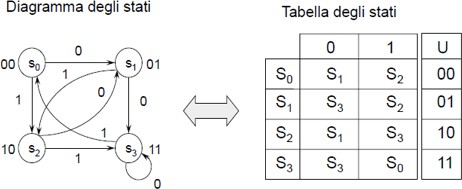 Diagramma degli stati
Tabella degli stati
00 S0 0 S1 01
1 1 0 0
1
10 S2 1 S3 11
0
0 1 U
S0 S1 S2 00
S1 S3 S2 01
S2 S1 S3 10
S3 S3 S0 11